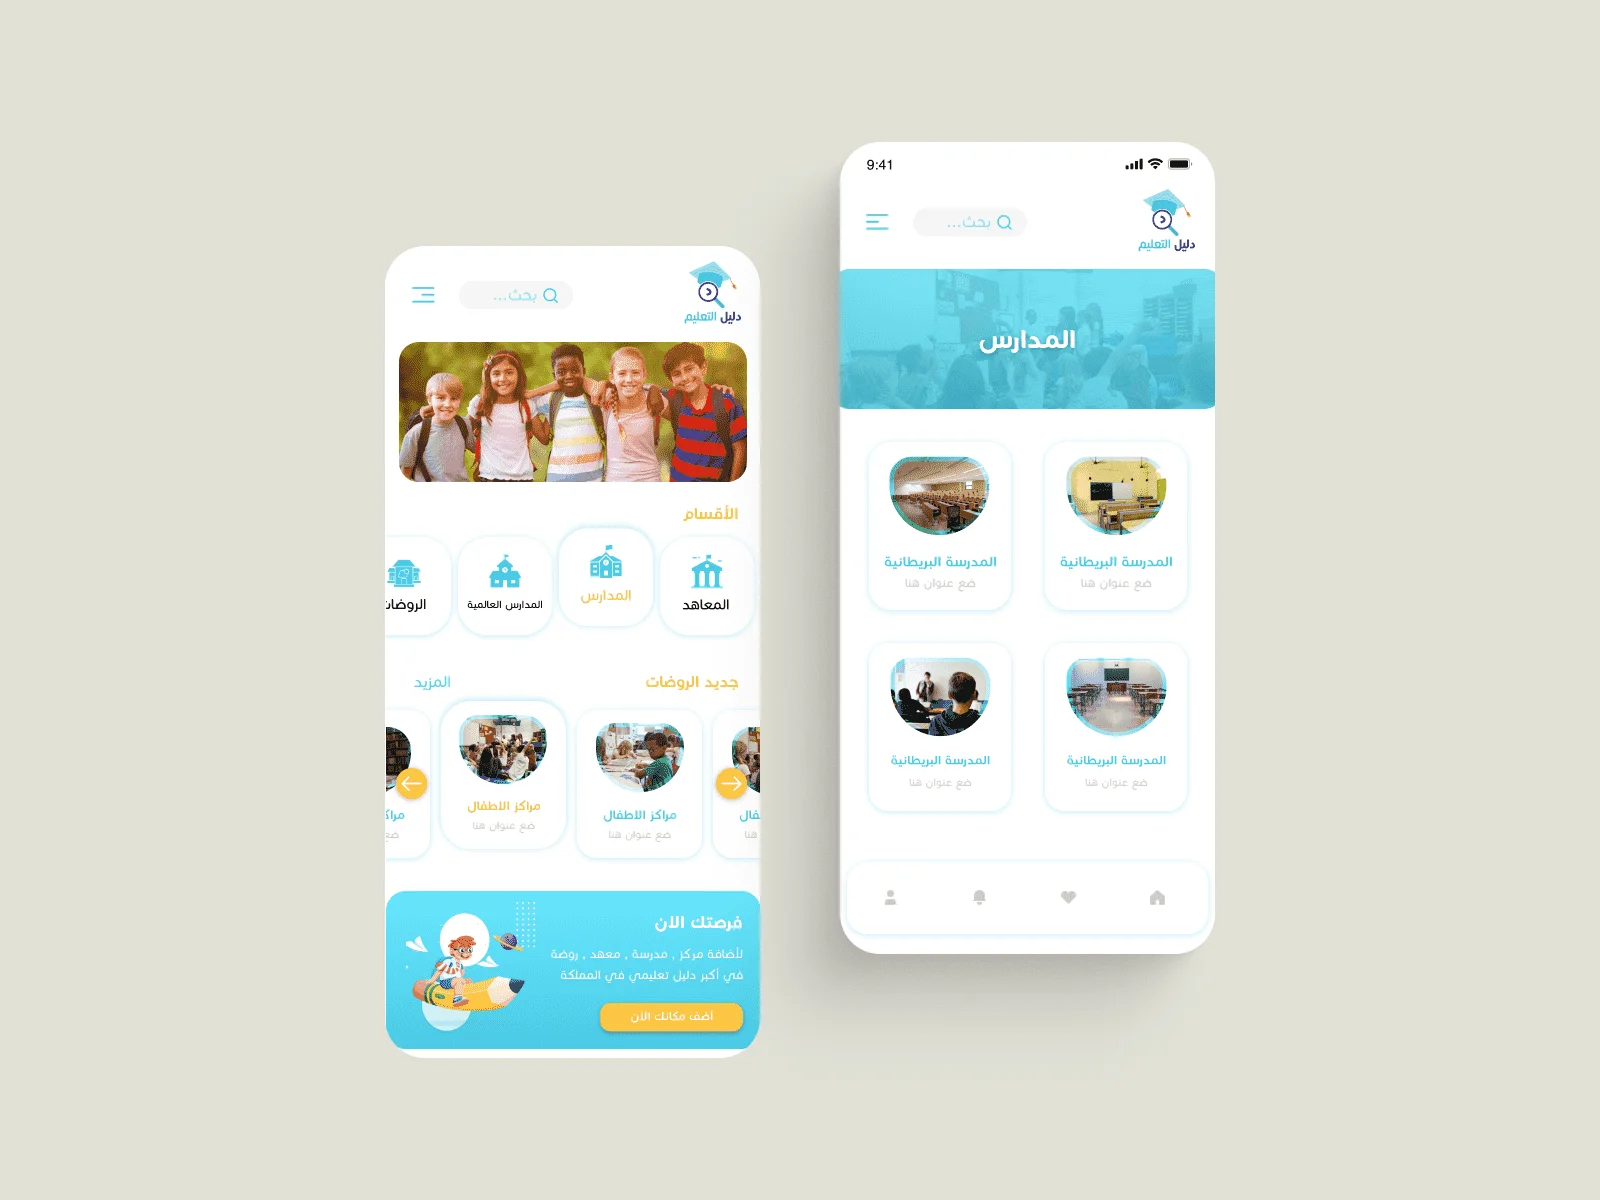 دليل التعليم
بحث...
الأقسام
المعاهد
المدارس
المدارس العالمية
الروضات
جديد الروضات
المزيد
مراكز الاطفال
ضع عنوان هنا
مراكز الاطفال
ضع عنوان هنا
فرصتك الآن
لأضافة مركز , مدرسة , معهد , روضة
في أكبر دليل تعليمي في المملكة
أضف مكانك الآن
9:41
دليل التعليم
بحث...
المدارس
المدرسة البريطانية
ضع عنوان هنا
المدرسة البريطانية
ضع عنوان هنا
المدرسة البريطانية
ضع عنوان هنا
المدرسة البريطانية
ضع عنوان هنا